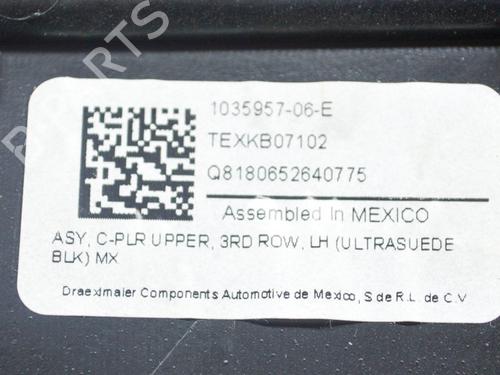 PARTS
1035957-06-E
TEXKB07102
Q8180652640775
Assembled In MEXICO
ASY, C-PLR UPPER, 3RD ROW, LH (ULTRASUEDE
BLK) MX
Draexlmaier Components Automotive de Mexico, S de R.L. de C.V